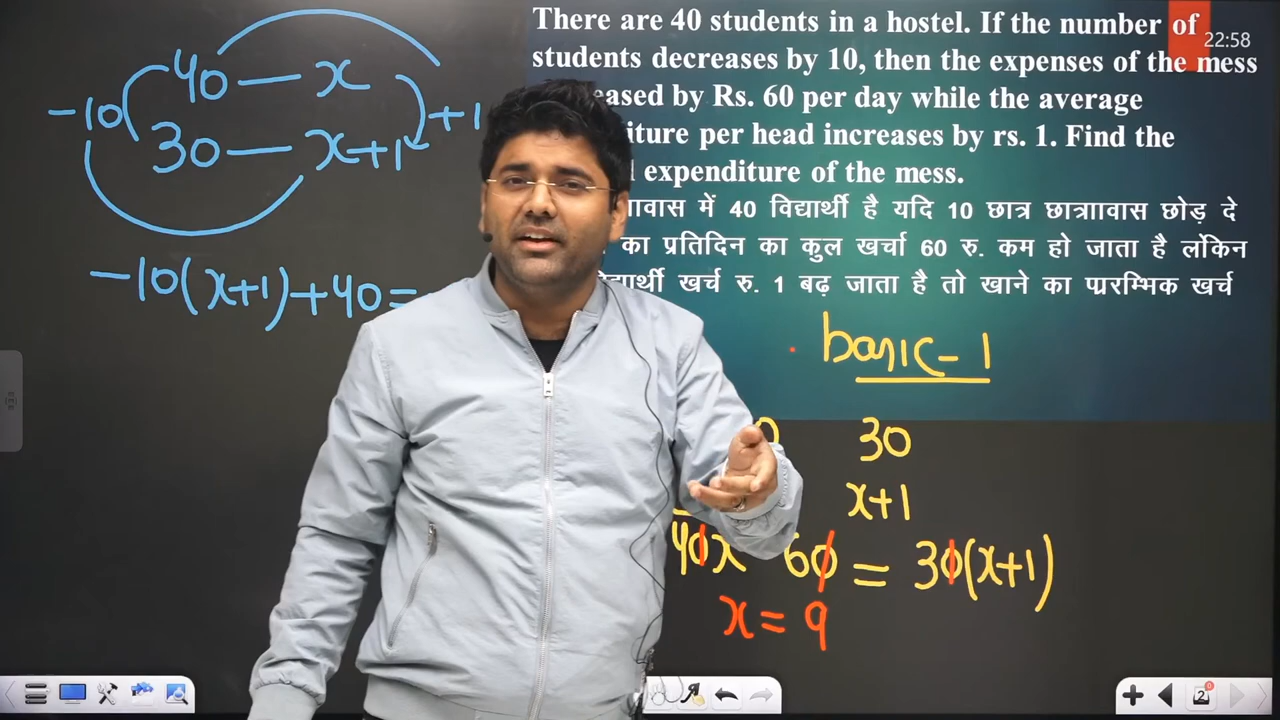 There are 40 students in a hostel. If the number of
22:58
students decreases by 10, then the expenses of the mess
eased by Rs. 60 per day while the average
iture per head increases by rs. 1. Find the
l expenditure of the mess.
में 40 विद्यार्थी है यदि 10 छात्र छात्राावास छोड़ दे
का प्रतिदिन का कुल खर्चा 60 रु. कम हो जाता है लेकिन
खर्च रु. 1 बढ़ जाता है तो खाने का प्रारम्भिक खर्च
40 — x
-10
+1
30 — x+1
-10(x+1)+40=
basic-1
30
x+1
40x 60 = 30(x+1)
x = 9
2